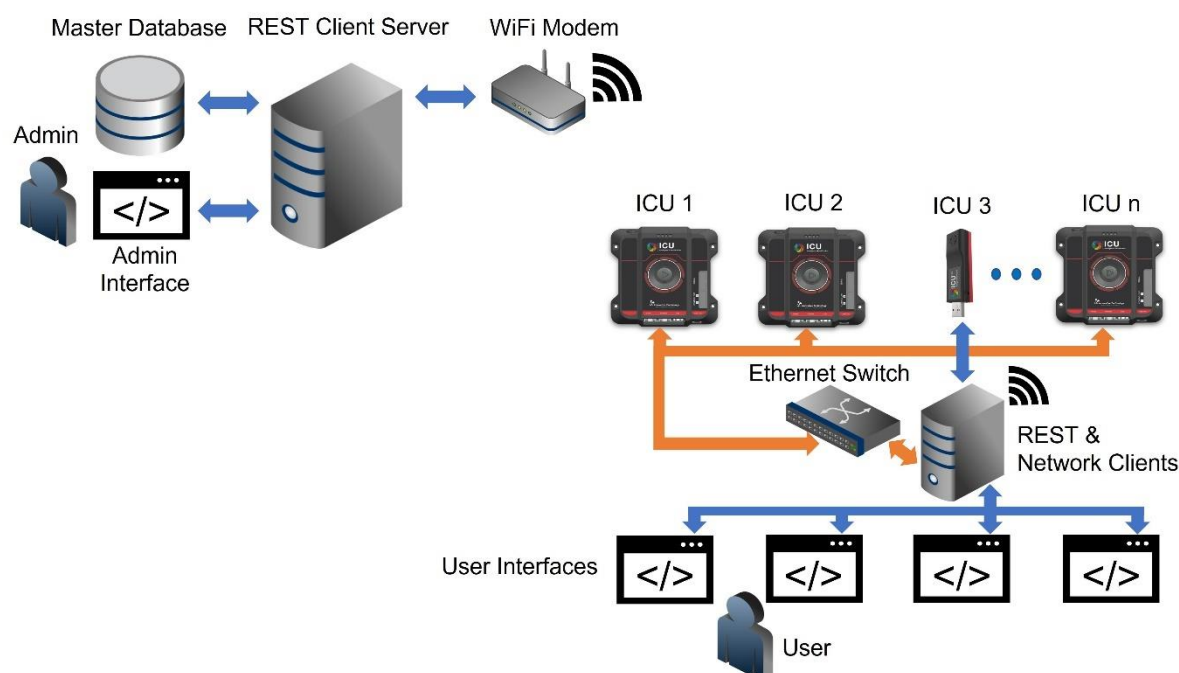 Master Database
REST Client Server
WiFi Modem
Admin
</>
Admin
Interface
ICU 1
ICU 2
ICU 3
ICU n
ICU
ICU
ICU
ICU
Ethernet Switch
REST &
Network Clients
User Interfaces
</>
</>
</>
</>
User